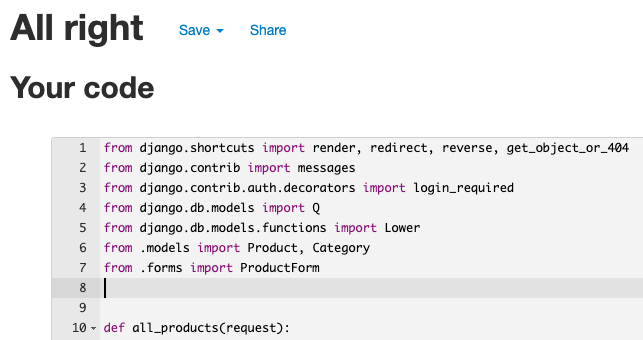 All right Save Share
Your code
1 from django.shortcuts import render, redirect, reverse, get_object_or_404
2 from django.contrib import messages
3 from django.contrib.auth.decorators import login_required
4 from django.db.models import Q
5 from django.db.models.functions import Lower
6 from .models import Product, Category
7 from .forms import ProductForm
8
9
10 def all_products(request):